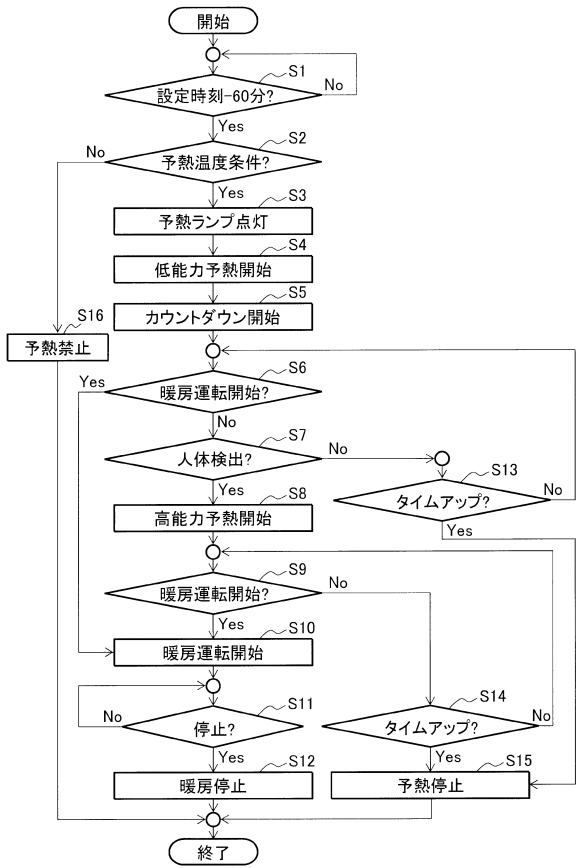 開始
S1
設定時刻-60分?
No
Yes
S2
予熱温度条件?
No
Yes
S3
予熱ランプ点灯
S4
低能力予熱開始
S5
カウントダウン開始
S16
予熱禁止
S6
暖房運転開始?
Yes
No
S7
人体検出?
No
Yes
S13
タイムアップ?
No
Yes
S8
高能力予熱開始
S9
暖房運転開始?
No
Yes
S10
暖房運転開始
S11
停止?
No
Yes
S14
タイムアップ?
No
Yes
S12
暖房停止
S15
予熱停止
終了